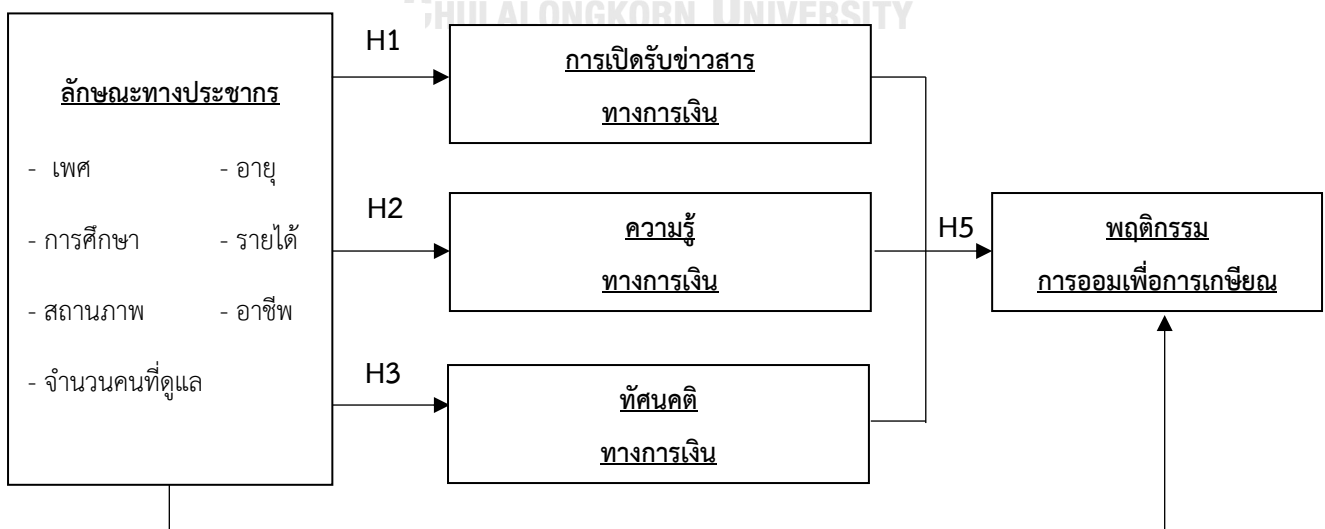 CHULALONGKORN UNIVERSITY
ลักษณะทางประชากร
- เพศ - อายุ
- การศึกษา - รายได้
- สถานภาพ - อาชีพ
- จำนวนคนที่ดูแล
H1
การเปิดรับข่าวสาร
ทางการเงิน
H2
ความรู้
ทางการเงิน
H3
ทัศนคติ
ทางการเงิน
H5
พฤติกรรม
การออมเพื่อการเกษียณ